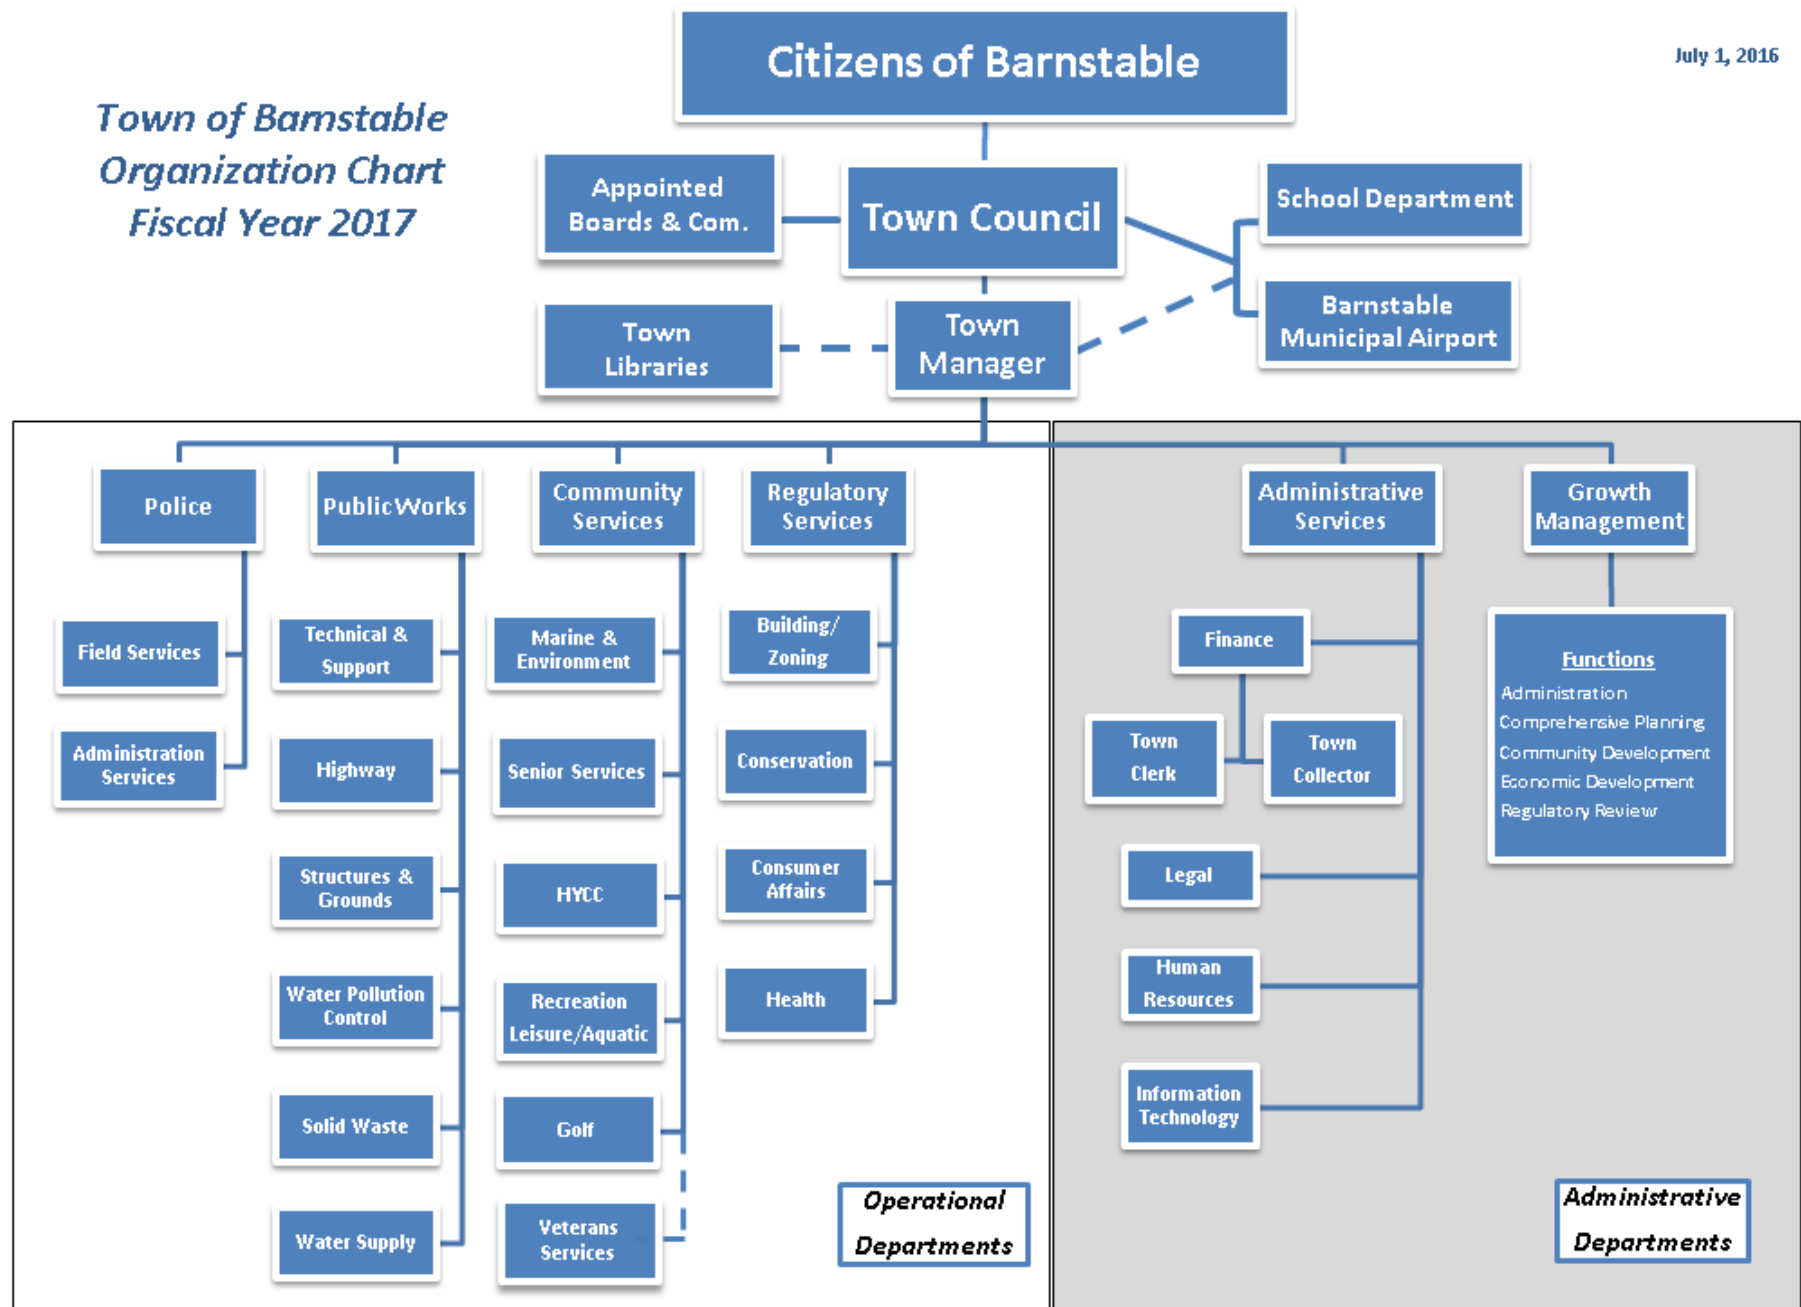 Citizens of Barnstable
July 1, 2016
Town of Barnstable
Organization Chart
Fiscal Year 2017
Appointed
Boards & Com.
Town Council
School Department
Town
Libraries
Town
Manager
Barnstable
Municipal Airport
Police
Public Works
Community
Services
Regulatory
Services
Administrative
Services
Growth
Management
Field Services
Administration
Services
Technical &
Support
Highway
Structures &
Grounds
Water Pollution
Control
Solid Waste
Water Supply
Marine &
Environment
Senior Services
HYCC
Recreation
Leisure/Aquatic
Golf
Veterans
Services
Building/
Zoning
Conservation
Consumer
Affairs
Health
Finance
Town
Clerk
Town
Collector
Legal
Human
Resources
Information
Technology
Functions
Administration
Comprehensive Planning
Community Development
Economic Development
Regulatory Review
Operational
Departments
Administrative
Departments